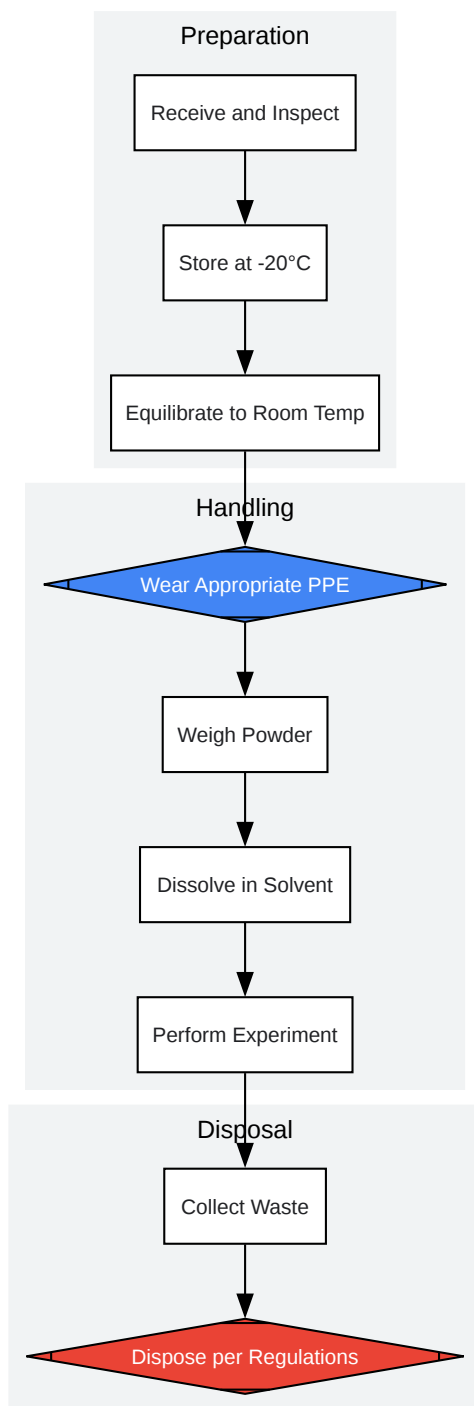 Preparation
Receive and Inspect
Store at -20°C
Equilibrate to Room Temp
Handling
Wear Appropriate PPE
Weigh Powder
Dissolve in Solvent
Perform Experiment
Disposal
Collect Waste
Dispose per Regulations